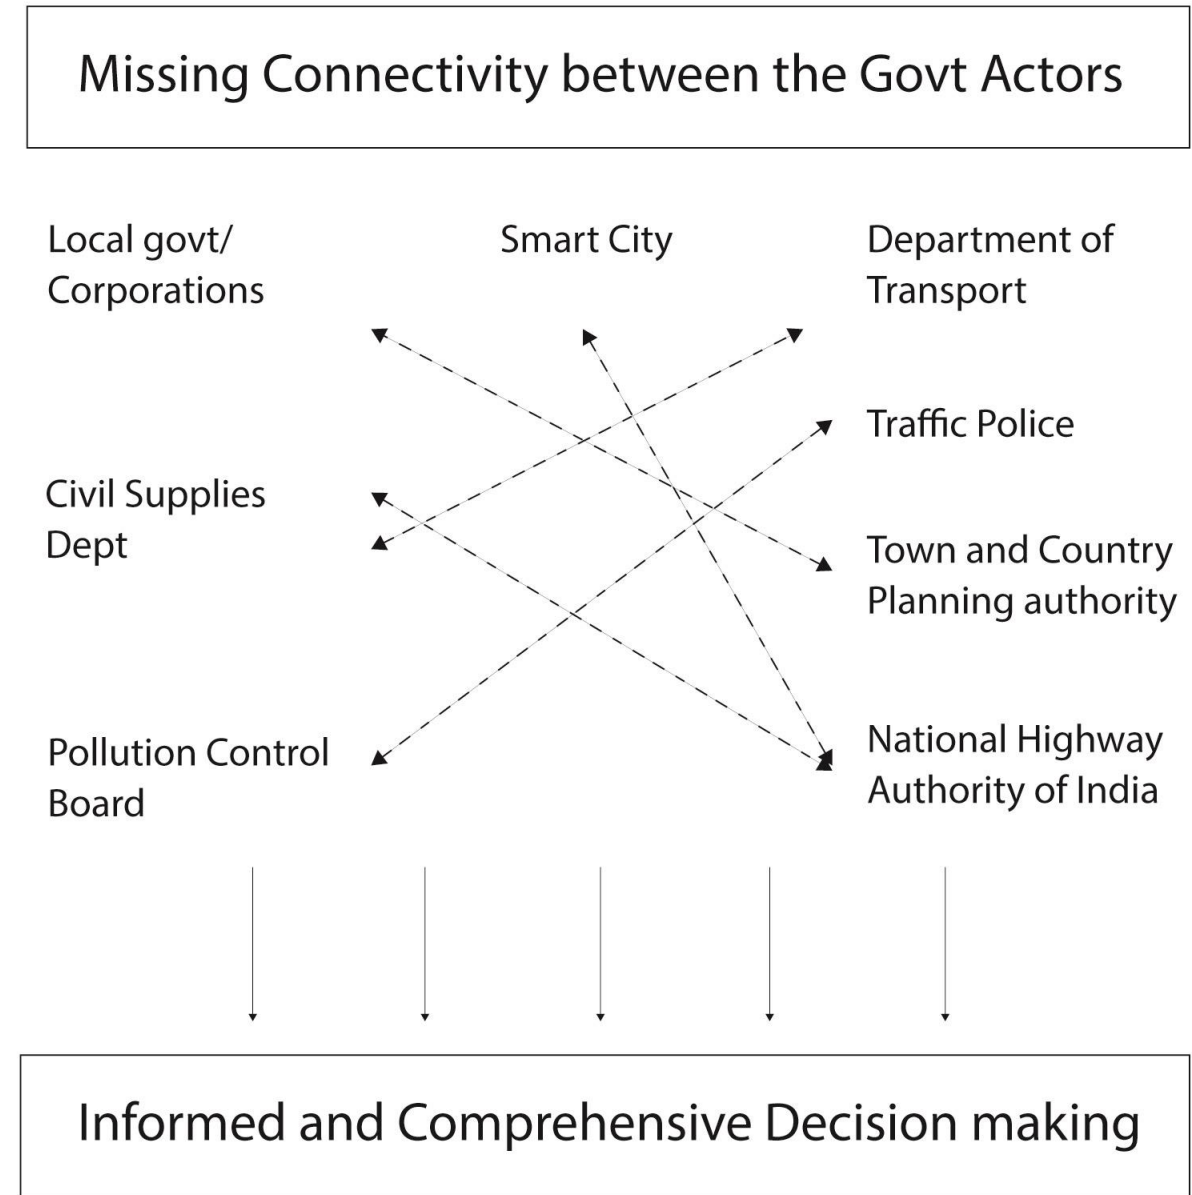 Missing Connectivity between the Govt Actors
Local govt/
Corporations
Smart City
Department of
Transport
Traffic Police
Civil Supplies
Dept
Town and Country
Planning authority
Pollution Control
Board
National Highway
Authority of India
Informed and Comprehensive Decision making